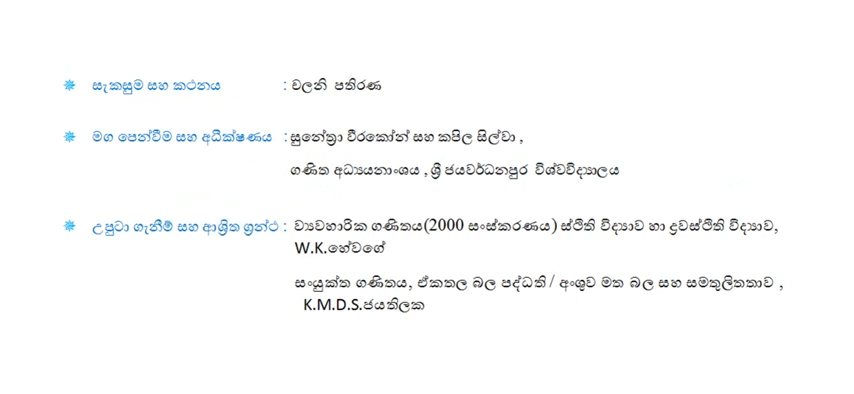 සැකසුම සහ කථනය : චලනි පතිරණ
මග පෙන්වීම සහ අධීක්ෂණය : සුනේත්‍රා වීරකෝන් සහ කපිල සිල්වා ,
ගණිත අධ්‍යයනාංශය , ශ්‍රී ජයවර්ධනපුර විශ්වවිද්‍යාලය
උපුටා ගැනීම් සහ ආශ්‍රිත ග්‍රන්ථ : ව්‍යවහාරික ගණිතය(2000 සංස්කරණය) ස්ථිති විද්‍යාව හා ද්‍රවස්ථිති විද්‍යාව,
W.K.හේවගේ
සංයුක්ත ගණිතය, ඒකතල බල පද්ධති / අංශුව මත බල සහ සමතුලිතතාව ,
K.M.D.S.ජයතිලක